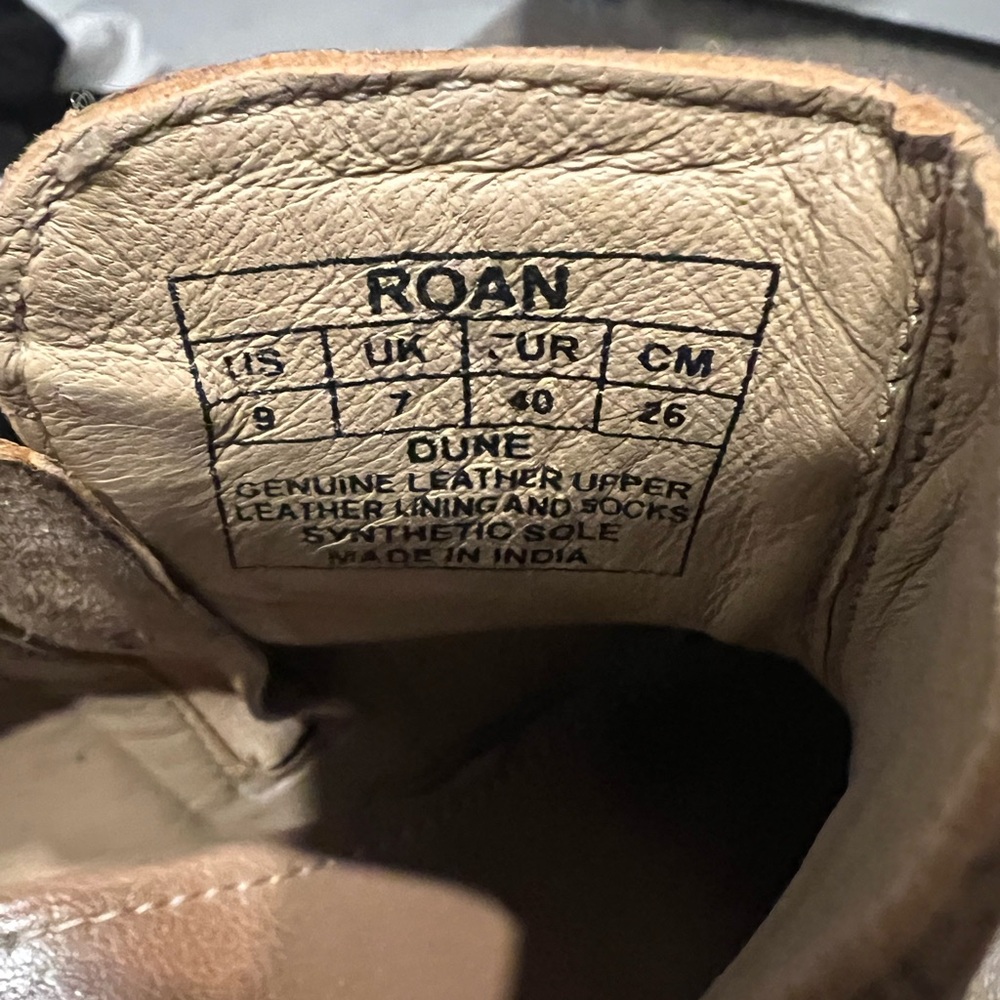 ROAN
US UK EUR CM
9 7 40 26
DUNE
GENUINE LEATHER UPPER
LEATHER LINING AND SOCKS
SYNTHETIC SOLE
MADE IN INDIA